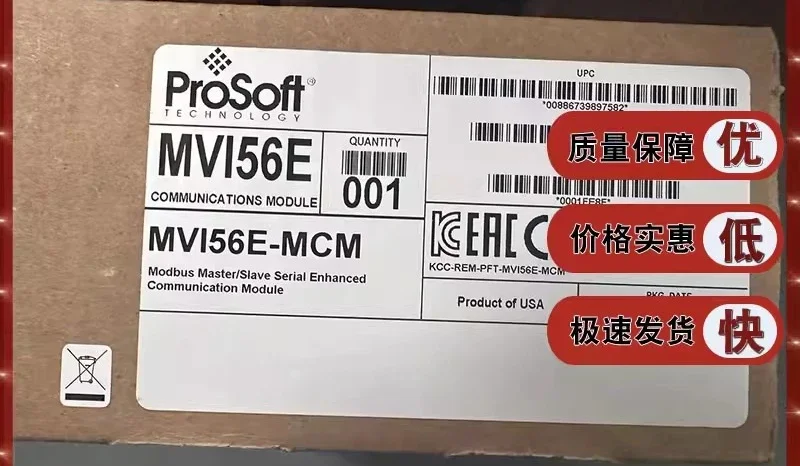 ProSoft®
TECHNOLOGY
MVI56E
COMMUNICATIONS MODULE
QUANTITY
001
MVI56E-MCM
Modbus Master/Slave Serial Enhanced
Communication Module
UPC
*00886739897582*
*0001EE8E*
EAC
KCC-REM-PFT-MVI56E-MCM
Product of USA
PKG DATE
质量保障 优
价格实惠 低
极速发货 快